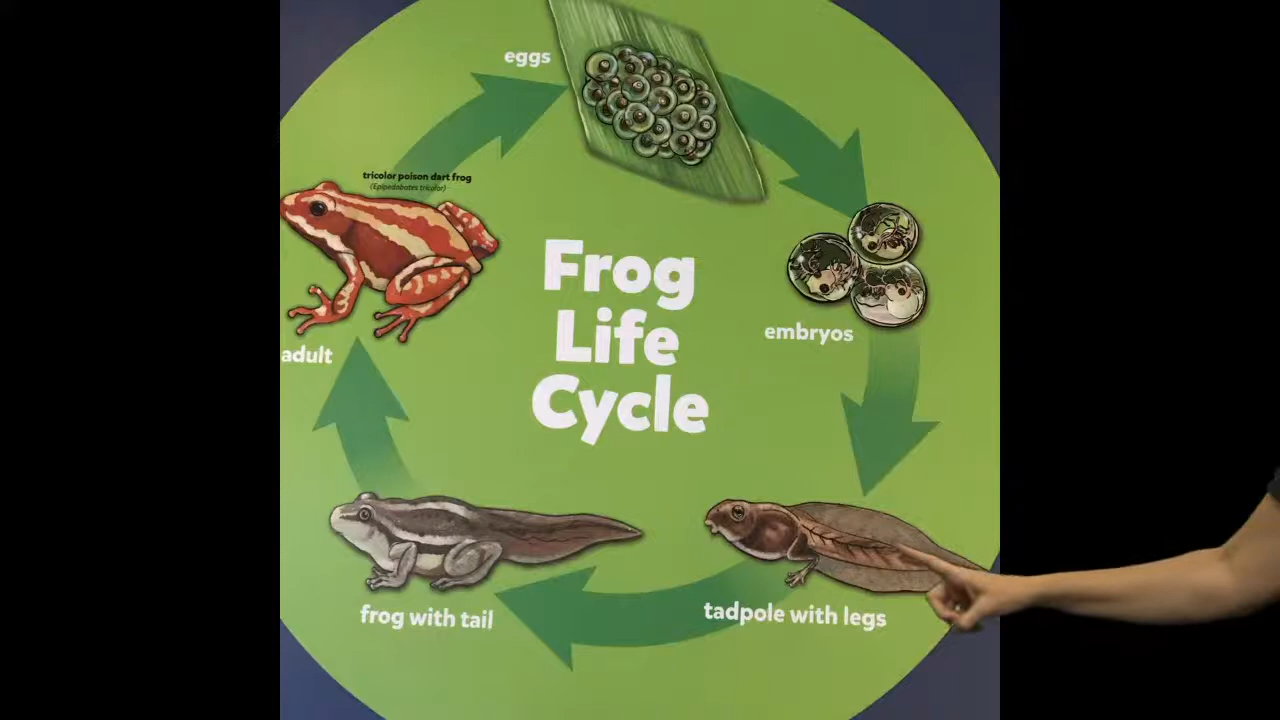 eggs
tricolor poison dart frog
(Epipedobates tricolor)
Frog
Life
Cycle
embryos
adult
frog with tail
tadpole with legs